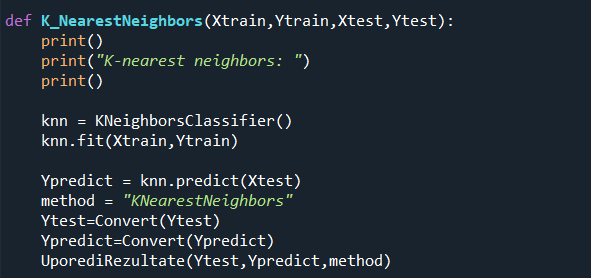 def K_NearestNeighbors(Xtrain,Ytrain,Xtest,Ytest):
    print()
    print("K-nearest neighbors: ")
    print()
    knn = KNeighborsClassifier()
    knn.fit(Xtrain,Ytrain)
    Ypredict = knn.predict(Xtest)
    method = "KNearestNeighbors"
    Ytest=Convert(Ytest)
    Ypredict=Convert(Ypredict)
    UporediRezultate(Ytest,Ypredict,method)